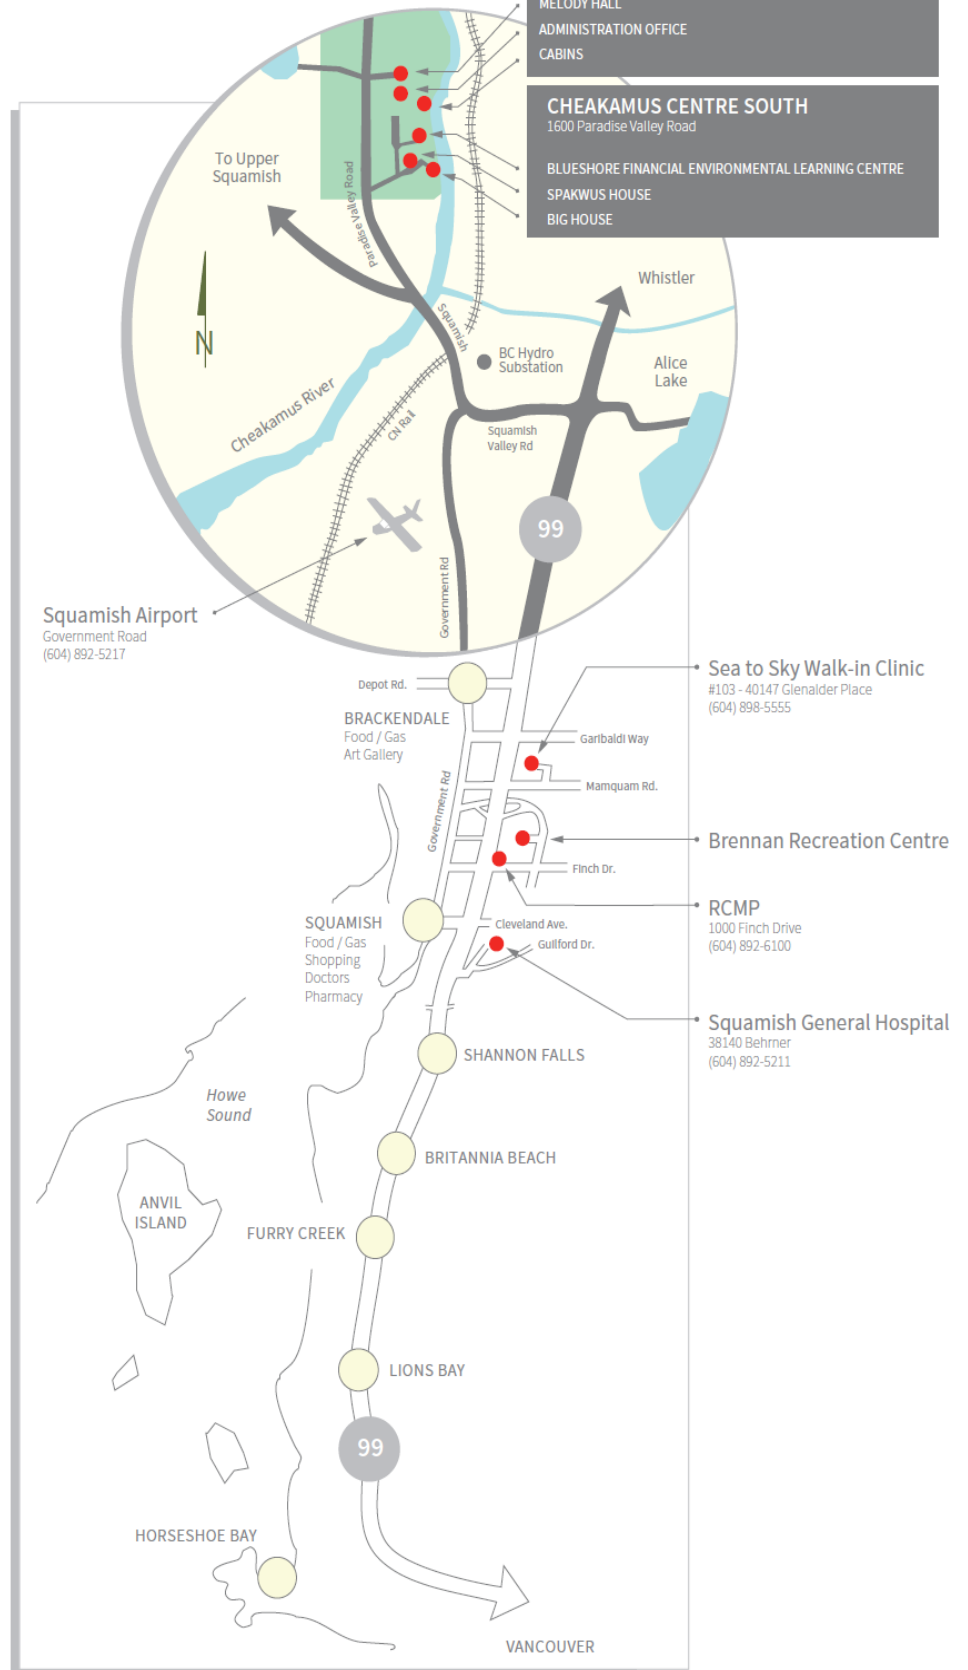 MELODY HALL
ADMINISTRATION OFFICE
CABINS
CHEAKAMUS CENTRE SOUTH
1600 Paradise Valley Road
BLUESHORE FINANCIAL ENVIRONMENTAL LEARNING CENTRE
SPAKWUS HOUSE
BIG HOUSE
To Upper
Squamish
Paradise Valley Road
N
Whistler
Squamish
BC Hydro
Substation
Alice
Lake
Cheakamus River
CN Rail
Squamish
Valley Rd
99
Government Rd
Squamish Airport
Government Road
(604) 892-5217
Sea to Sky Walk-in Clinic
#103 - 40147 Glenalder Place
(604) 898-5555
Depot Rd.
BRACKENDALE
Food / Gas
Art Gallery
Garibaldi Way
Mamquam Rd.
Government Rd
Brennan Recreation Centre
Finch Dr.
RCMP
1000 Finch Drive
(604) 892-6100
SQUAMISH
Food / Gas
Shopping
Doctors
Pharmacy
Cleveland Ave.
Guilford Dr.
Squamish General Hospital
38140 Behrner
(604) 892-5211
SHANNON FALLS
Howe
Sound
BRITANNIA BEACH
ANVIL
ISLAND
FURRY CREEK
LIONS BAY
99
HORSESHOE BAY
VANCOUVER